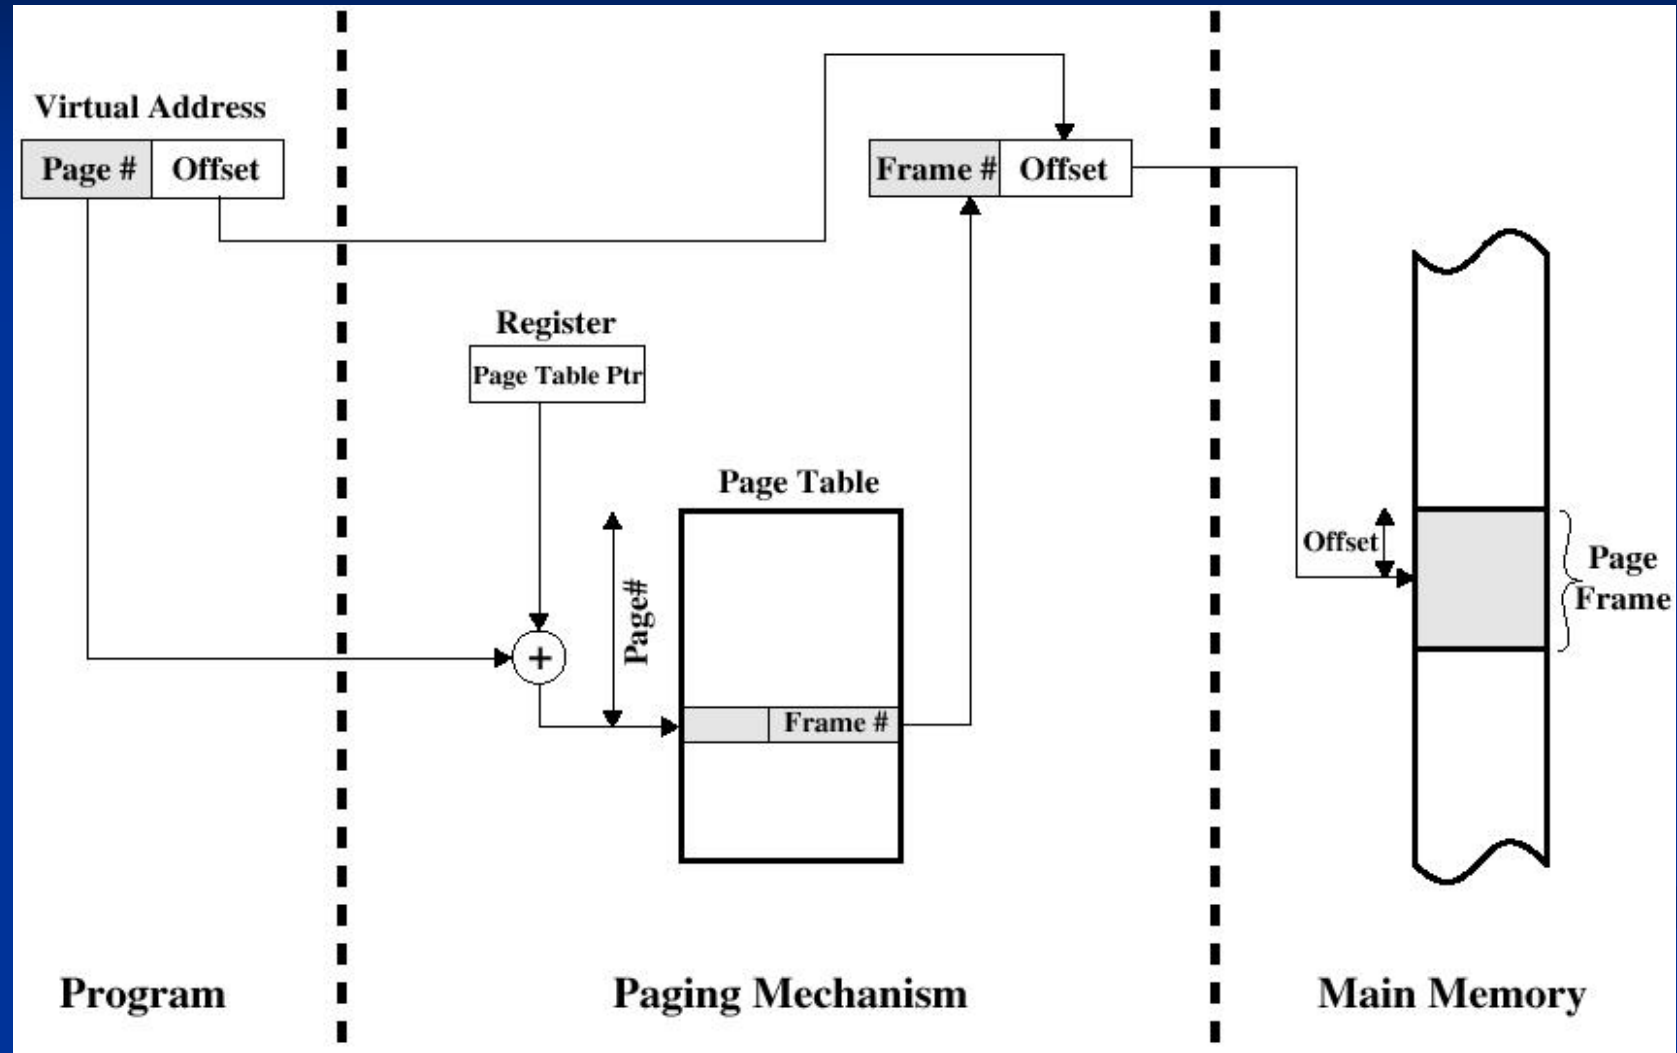 Virtual Address
Page # Offset
Frame # Offset
Register
Page Table Ptr
Page Table
Page#
+
Frame #
Offset
Page
Frame
Program
Paging Mechanism
Main Memory